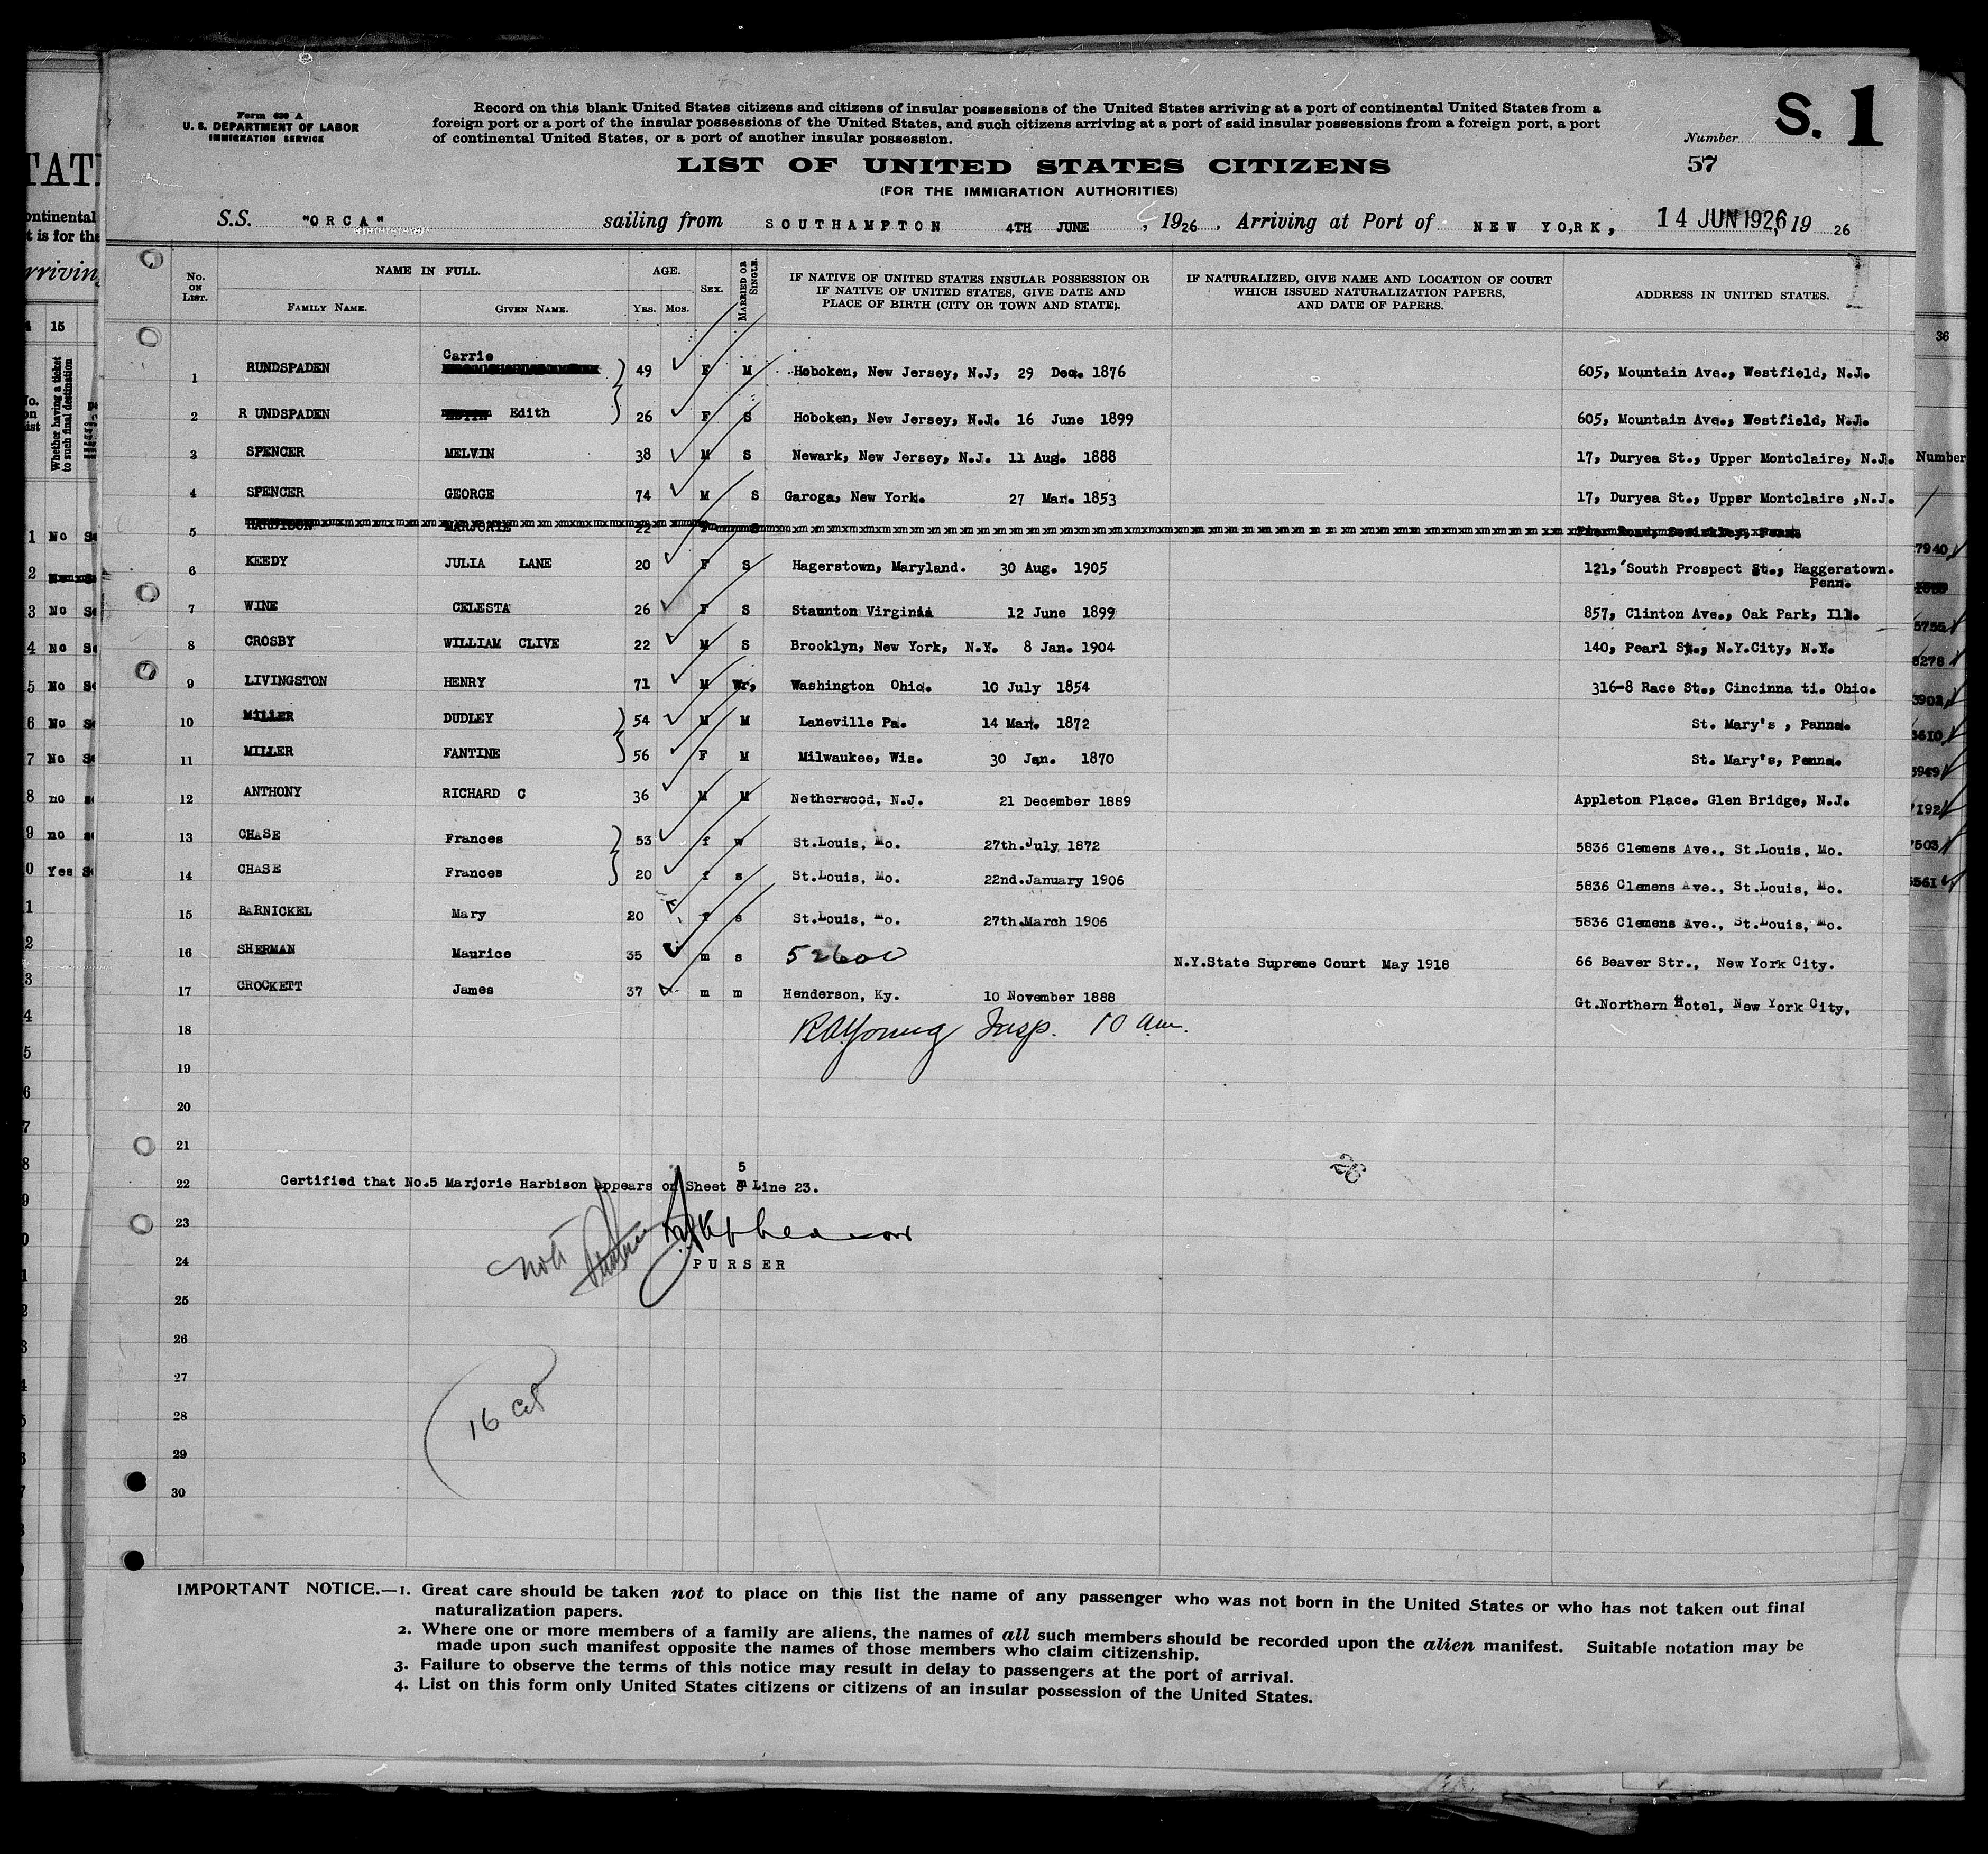 Form 630 A
U. S. DEPARTMENT OF LABOR
IMMIGRATION SERVICE
Record on this blank United States citizens and citizens of insular possessions of the United States arriving at a port of continental United States from a
foreign port or a port of the insular possessions of the United States, and such citizens arriving at a port of said insular possessions from a foreign port, a port
of continental United States, or a port of another insular possession.
Number S. 1
57
LIST OF UNITED STATES CITIZENS
(FOR THE IMMIGRATION AUTHORITIES)
S.S. "ORCA" sailing from SOUTHAMPTON 4TH JUNE, 1926, Arriving at Port of NEW YORK, 14 JUN 1926, 19 26
No. ON LIST. NAME IN FULL. AGE. SEX. MARRIED OR SINGLE. IF NATIVE OF UNITED STATES INSULAR POSSESSION OR IF NATIVE OF UNITED STATES, GIVE DATE AND PLACE OF BIRTH (CITY OR TOWN AND STATE). IF NATURALIZED, GIVE NAME AND LOCATION OF COURT WHICH ISSUED NATURALIZATION PAPERS, AND DATE OF PAPERS. ADDRESS IN UNITED STATES.
FAMILY NAME. GIVEN NAME. YRS. MOS.
1 RUNDSPADEN Carrie 49 F M Hoboken, New Jersey, N.J, 29 Dec. 1876 605, Mountain Ave., Westfield, N.J.
2 R UNDSPADEN Edith 26 F S Hoboken, New Jersey, N.J. 16 June 1899 605, Mountain Ave., Westfield, N.J.
3 SPENCER MELVIN 38 M S Newark, New Jersey, N.J. 11 Aug. 1888 17, Duryea St., Upper Montclaire, N.J.
4 SPENCER GEORGE 74 M S Garoga, New York. 27 Mar. 1853 17, Duryea St., Upper Montclaire ,N.J.
5 HARBISON MARJORIE 22 F S
6 KEEDY JULIA LANE 20 F S Hagerstown, Maryland. 30 Aug. 1905 121, South Prospect St., Haggerstown.
Penn.
7 WINE CELESTA 26 F S Staunton Virginia 12 June 1899 857, Clinton Ave., Oak Park, Ill.
8 CROSBY WILLIAM CLIVE 22 M S Brooklyn, New York, N.Y. 8 Jan. 1904 140, Pearl St., N.Y.City, N.Y.
9 LIVINGSTON HENRY 71 M Wr, Washington Ohio. 10 July 1854 316-8 Race St., Cincinna ti. Ohio.
10 MILLER DUDLEY 54 M M Laneville Pa. 14 Mar. 1872 St. Mary's , Panna.
11 MILLER FANTINE 56 F M Milwaukee, Wis. 30 Jan. 1870 St. Mary's, Penna.
12 ANTHONY RICHARD C 36 M M Netherwood, N.J. 21 December 1889 Appleton Place. Glen Bridge, N.J.
13 CHASE Frances 53 f w St.Louis, Mo. 27th.July 1872 5836 Clemens Ave., St.Louis, Mo.
14 CHASE Frances 20 f s St.Louis, Mo. 22nd.January 1906 5836 Clemens Ave., St.Louis, Mo.
15 BARNICKEL Mary 20 f s St.Louis, Mo. 27th.March 1906 5836 Clemens Ave., St.Louis, Mo.
16 SHERMAN Maurice 35 m s 52600 N.Y.State Supreme Court May 1918 66 Beaver Str., New York City.
17 CROCKETT James 37 m m Henderson, Ky. 10 November 1888 Gt.Northern Hotel, New York City,
18 Young Insp. 10 am.
19
20
21
5
22 Certified that No.5 Marjorie Harbison appears on Sheet Line 23.
26
23
24 not PURSER
25
26
27
28 16
29
30
IMPORTANT NOTICE.—1. Great care should be taken not to place on this list the name of any passenger who was not born in the United States or who has not taken out final
naturalization papers.
2. Where one or more members of a family are aliens, the names of all such members should be recorded upon the alien manifest. Suitable notation may be
made upon such manifest opposite the names of those members who claim citizenship.
3. Failure to observe the terms of this notice may result in delay to passengers at the port of arrival.
4. List on this form only United States citizens or citizens of an insular possession of the United States.